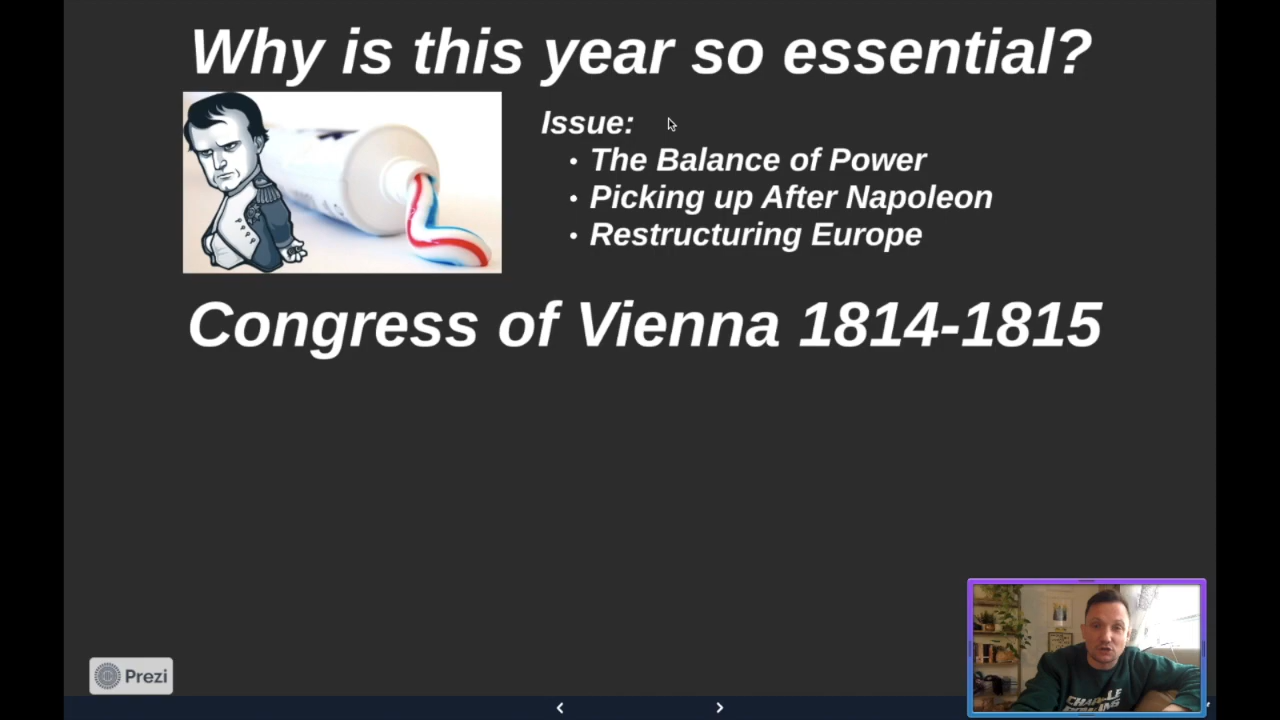 Why is this year so essential?
Issue:
• The Balance of Power
• Picking up After Napoleon
• Restructuring Europe
Congress of Vienna 1814-1815
Prezi